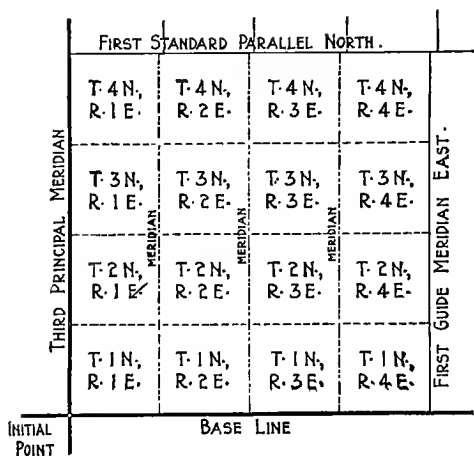 FIRST STANDARD PARALLEL NORTH.
T. 4 N., T. 4 N., T. 4 N., T. 4 N.,
R. 1 E. R. 2 E. R. 3 E. R. 4 E.
T. 3 N., T. 3 N., T. 3 N., T. 3 N.,
R. 1 E. R. 2 E. R. 3 E. R. 4 E.
T. 2 N., T. 2 N., T. 2 N., T. 2 N.,
R. 1 E. R. 2 E. R. 3 E. R. 4 E.
T. 1 N., T. 1 N., T. 1 N., T. 1 N.,
R. 1 E. R. 2 E. R. 3 E. R. 4 E.
THIRD PRINCIPAL MERIDIAN
MERIDIAN
MERIDIAN
MERIDIAN
FIRST GUIDE MERIDIAN EAST.
INITIAL
POINT
BASE LINE